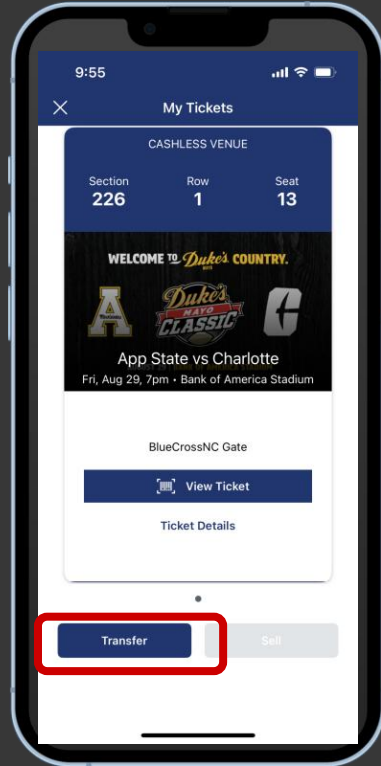 9:55
My Tickets
CASHLESS VENUE
Section Row Seat
226 1 13
WELCOME TO Duke's COUNTRY.
Duke's
MAYO
CLASSIC
App State vs Charlotte
Fri, Aug 29, 7pm • Bank of America Stadium
BlueCrossNC Gate
View Ticket
Ticket Details
Transfer Sell